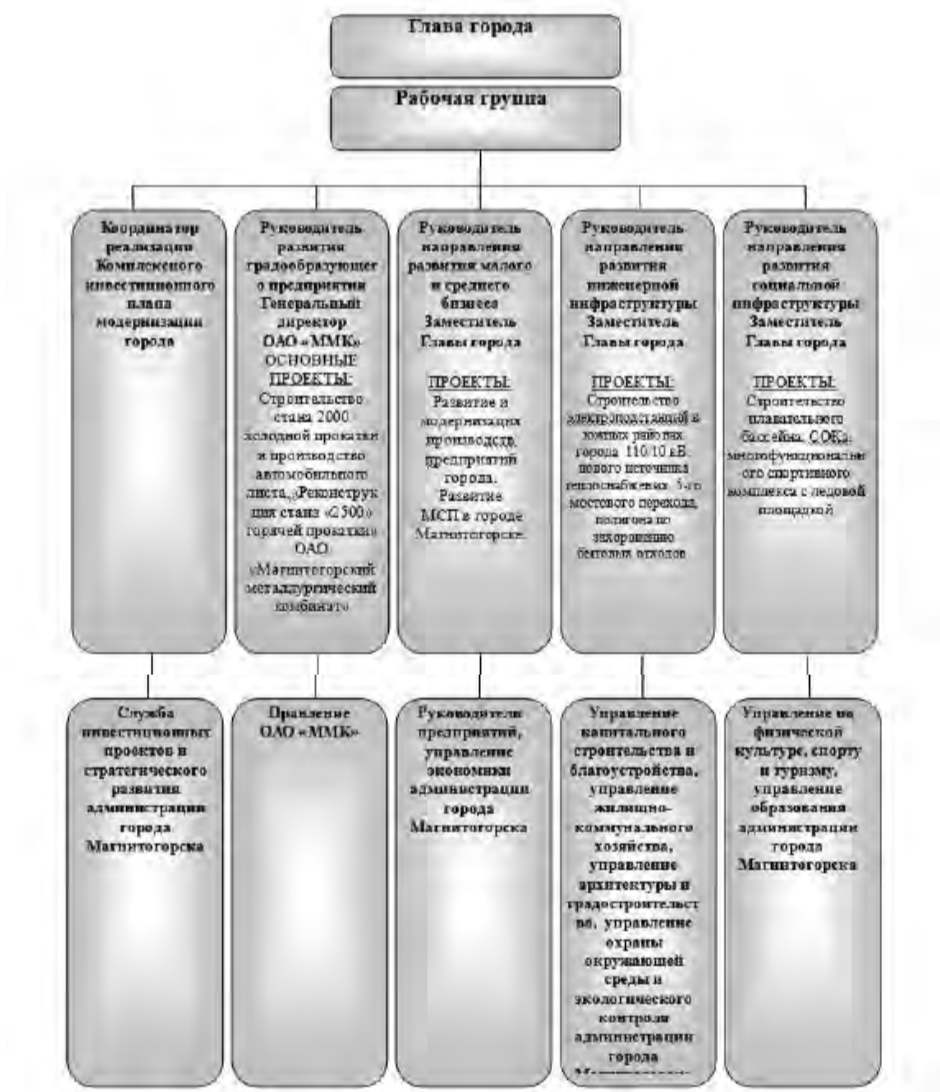 Глава города
Рабочая группа
Координатор
реализации
Комплексного
инвестиционного
плана
модернизации
города
Руководитель
развития
градообразующег
о предприятия
Генеральный
директор
ОАО «ММК»
ОСНОВНЫЕ
ПРОЕКТЫ:
Строительство
стана 2000
холодной прокатки
и производство
автомобильного
листа, «Реконструк
ция стана «2500»
горячей прокатки»
ОАО
«Магнитогорский
металлургический
комбинат»
Руководитель
направления
развития малого
и среднего
бизнеса
Заместитель
Главы города
ПРОЕКТЫ:
Развитие и
модернизация
производств
предприятий
города.
Развитие
МСП в городе
Магнитогорске.
Руководитель
направления
развития
инженерной
инфраструктуры
Заместитель
Главы города
ПРОЕКТЫ:
Строительство
электроподстанций в
южных районах
города 110/10 кВ,
нового источника
теплоснабжения, 3-го
мостового перехода,
полигона по
захоронению
бытовых отходов
Руководитель
направления
развития
социальной
инфраструктуры
Заместитель
Главы города
ПРОЕКТЫ:
Строительство
плавательного
бассейна, СОКа,
многофункциональн
ого спортивного
комплекса с ледовой
площадкой
Служба
инвестиционных
проектов и
стратегического
развития
администрации
города
Магнитогорска
Правление
ОАО «ММК»
Руководители
предприятий,
управление
экономики
администрации
города
Магнитогорска
Управление
капитального
строительства и
благоустройства,
управление
жилищно-
коммунального
хозяйства,
управление
архитектуры и
градостроительст
ва, управление
охраны
окружающей
среды и
экологического
контроля
администрации
города
Управление по
физической
культуре, спорту
и туризму,
управление
образования
администрации
города
Магнитогорска